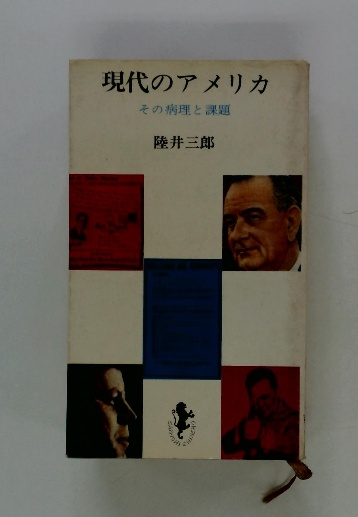 現代のアメリカ
その病理と課題
陸井三郎